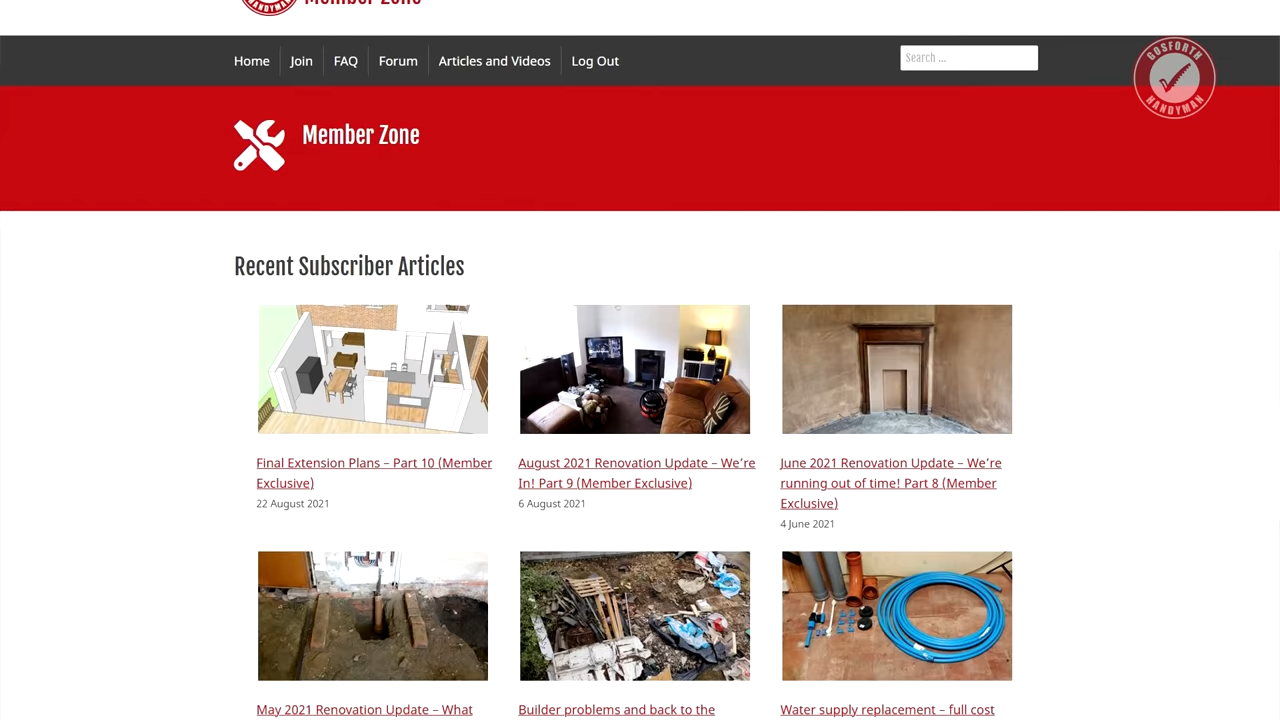 Member Zone
HANDYMAN
Home Join FAQ Forum Articles and Videos Log Out
Search ...
GOSFORTH
HANDYMAN
Member Zone
Recent Subscriber Articles
Final Extension Plans – Part 10 (Member
Exclusive)
22 August 2021
August 2021 Renovation Update – We're
In! Part 9 (Member Exclusive)
6 August 2021
June 2021 Renovation Update – We're
running out of time! Part 8 (Member
Exclusive)
4 June 2021
May 2021 Renovation Update – What
Builder problems and back to the
Water supply replacement – full cost